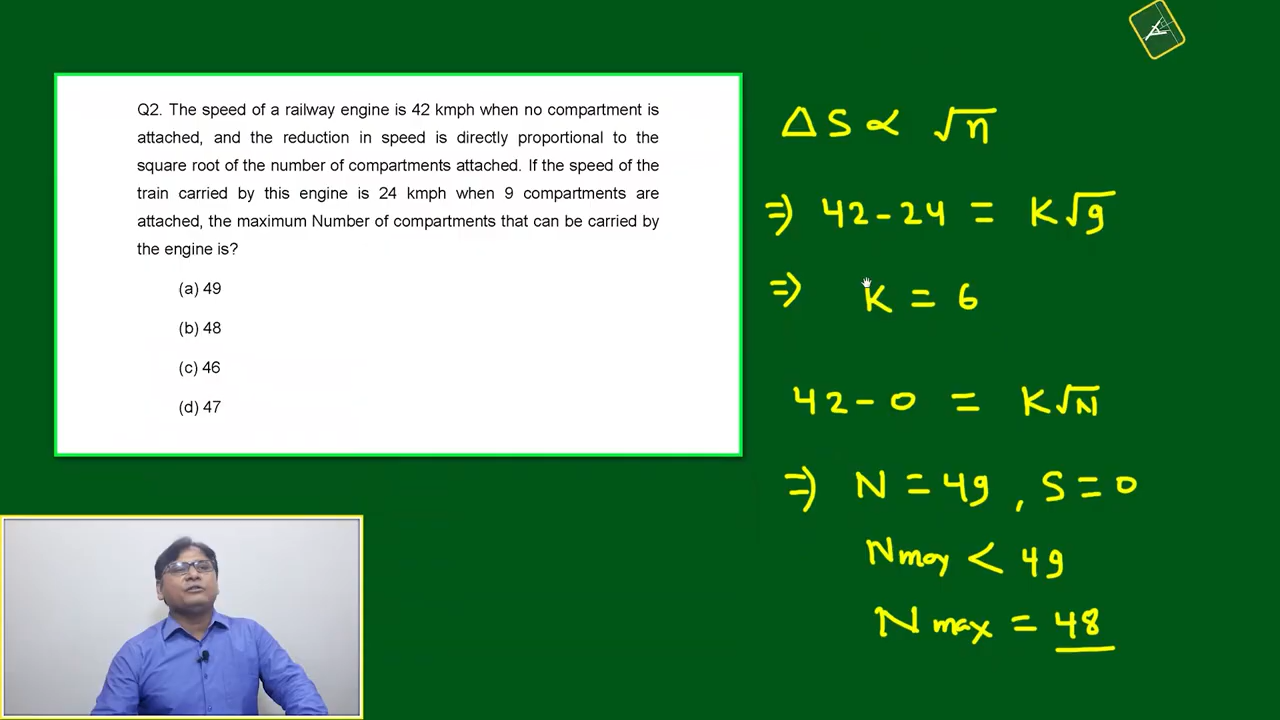 Q2. The speed of a railway engine is 42 kmph when no compartment is
attached, and the reduction in speed is directly proportional to the
square root of the number of compartments attached. If the speed of the
train carried by this engine is 24 kmph when 9 compartments are
attached, the maximum Number of compartments that can be carried by
the engine is?
(a) 49
(b) 48
(c) 46
(d) 47
Δ S ∝ √n
=> 42 - 24 = K√9
=> K = 6
42 - 0 = K√N
=> N = 49 , S = 0
Nmax < 49
Nmax = 48